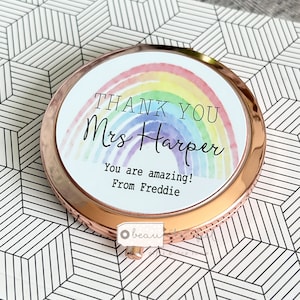 THANK YOU
Mrs Harper
You are amazing!
From Freddie
beau